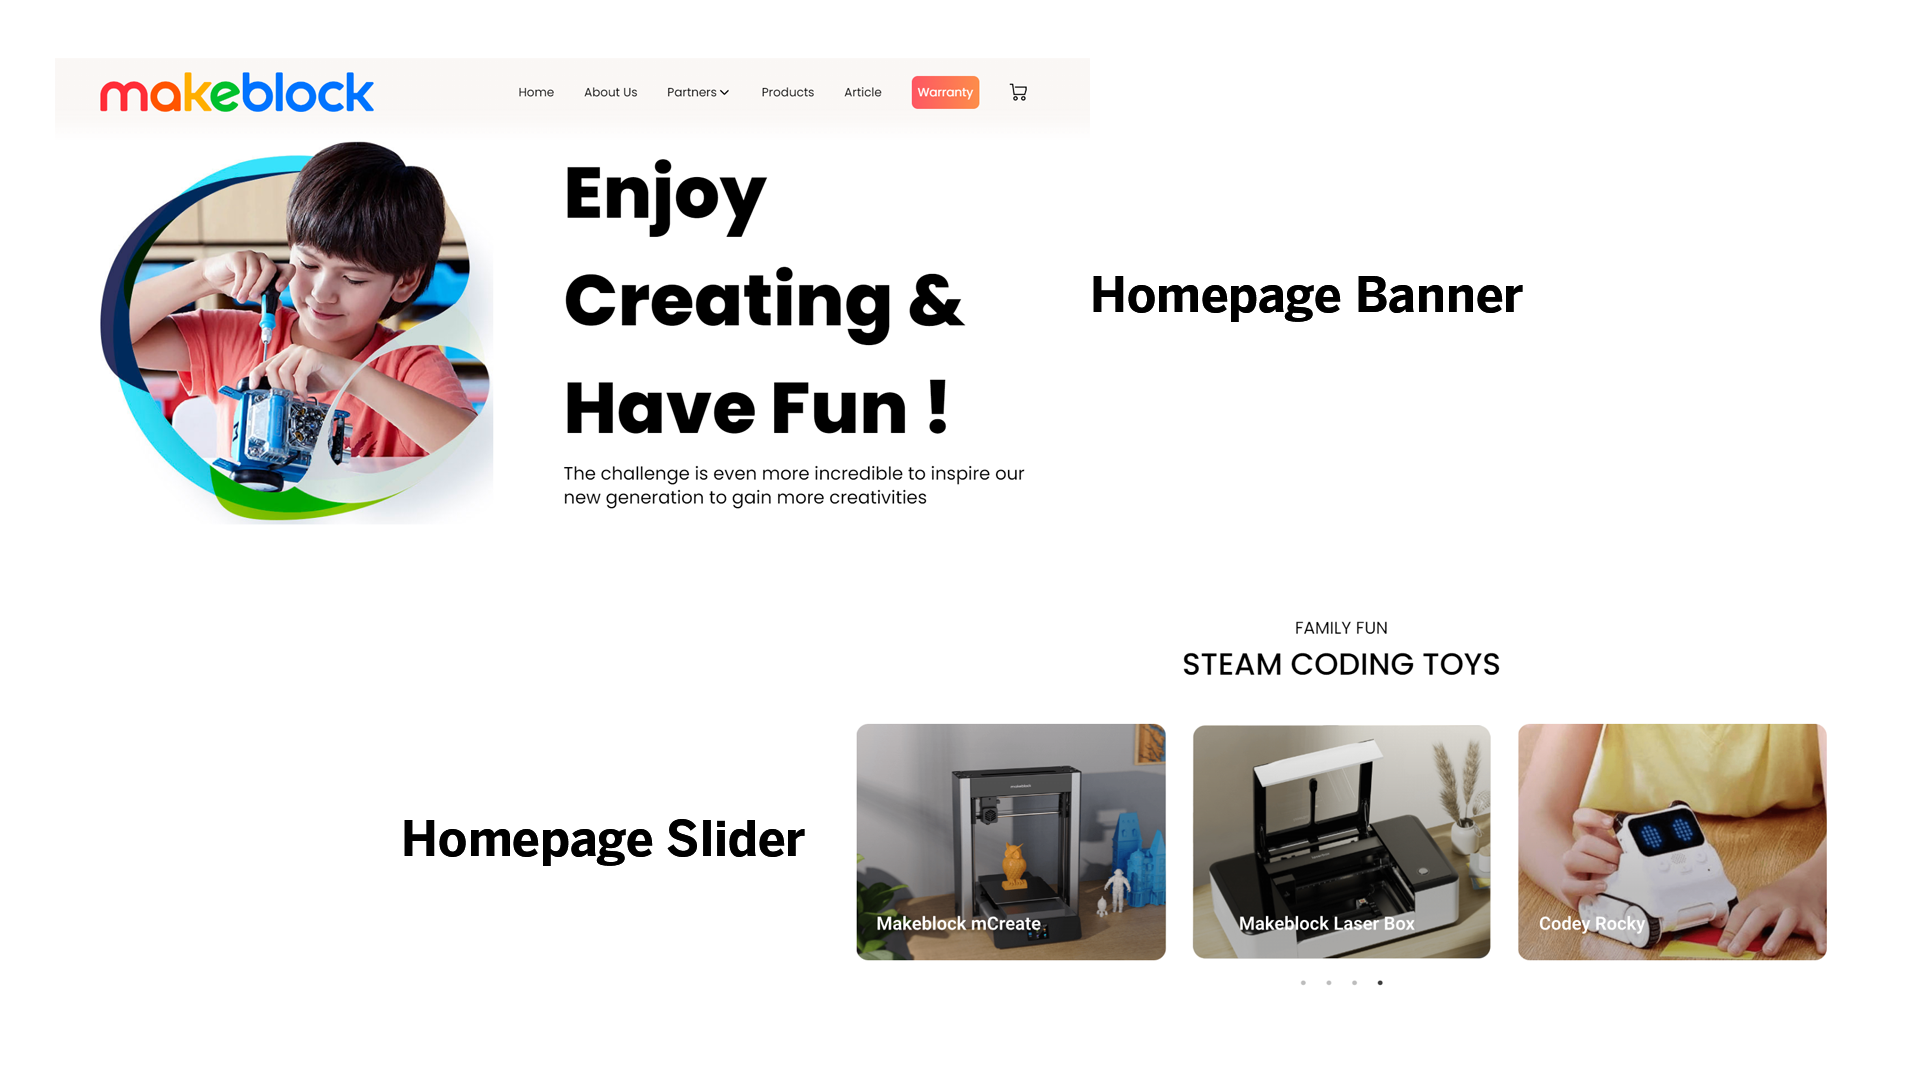 makeblock
Home About Us Partners Products Article Warranty
Enjoy
Creating &
Have Fun !
The challenge is even more incredible to inspire our
new generation to gain more creativities
Homepage Banner
FAMILY FUN
STEAM CODING TOYS
Homepage Slider
makeblock
Makeblock mCreate
Makeblock Laser Box
Codey Rocky